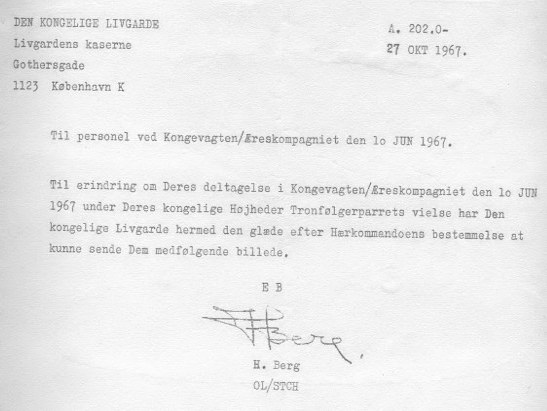 DEN KONGELIGE LIVGARDE
Livgardens kaserne
Gothersgade
1123 København K
A. 202.0-
27 OKT 1967.
Til personel ved Kongevagten/Æreskompagniet den lo JUN 1967.
Til erindring om Deres deltagelse i Kongevagten/Æreskompagniet den lo JUN
1967 under Deres kongelige Højheder Tronfølgerparrets vielse har Den
kongelige Livgarde hermed den glæde efter Hærkommandoens bestemmelse at
kunne sende Dem medfølgende billede.
E B
HBerg
H. Berg
OL/STCH